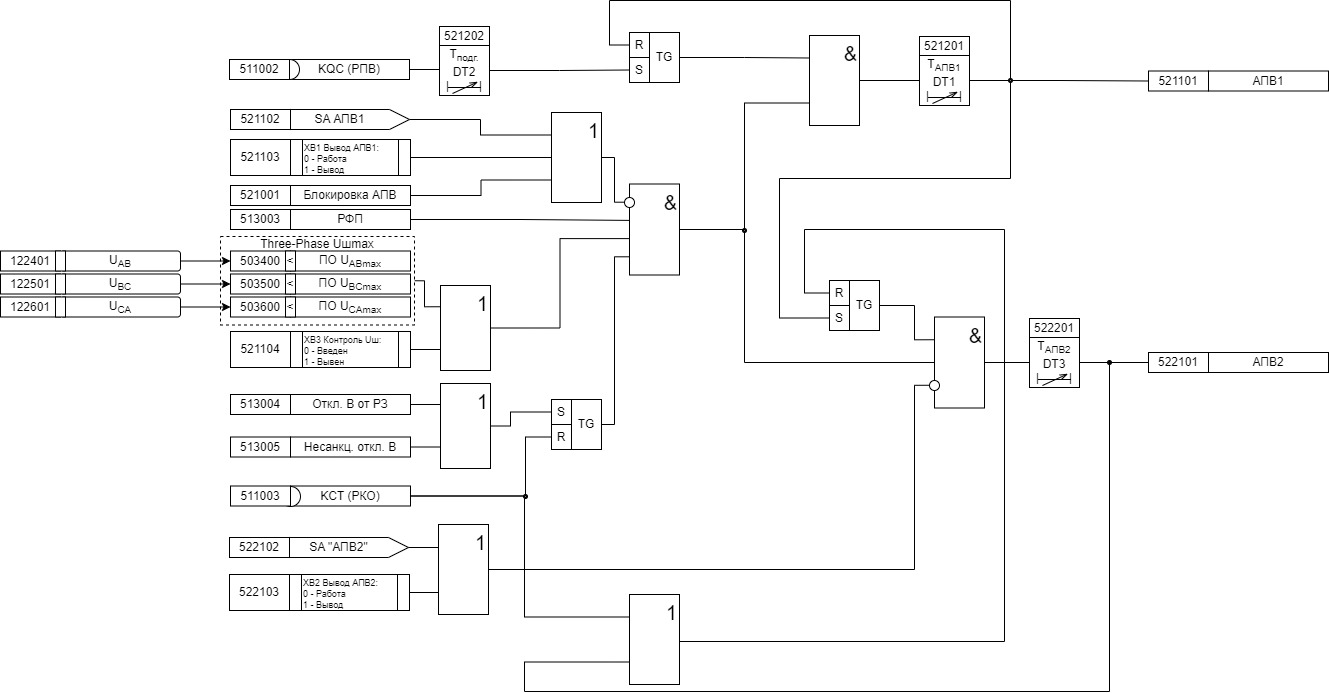 521202
Tподг.
DT2
511002 KQC (РПВ)
R
S
TG
&
521201
TАПВ1
DT1
521101 АПВ1
521102 SA АПВ1
521103
XB1 Вывод АПВ1:
0 - Работа
1 - Вывод
1
521001 Блокировка АПВ
513003 РФП
&
Three-Phase Uшmax
122401 UAB
503400 < ПО UABmax
122501 UBC
503500 < ПО UBCmax
122601 UCA
503600 < ПО UCAmax
1
521104
XB3 Контроль Uш:
0 - Введен
1 - Вывен
R
S
TG
&
522201
TАПВ2
DT3
522101 АПВ2
513004 Откл. В от РЗ
1
513005 Несанкц. откл. В
S
R
TG
511003 KCT (РКО)
522102 SA "АПВ2"
1
522103
XB2 Вывод АПВ2:
0 - Работа
1 - Вывод
1